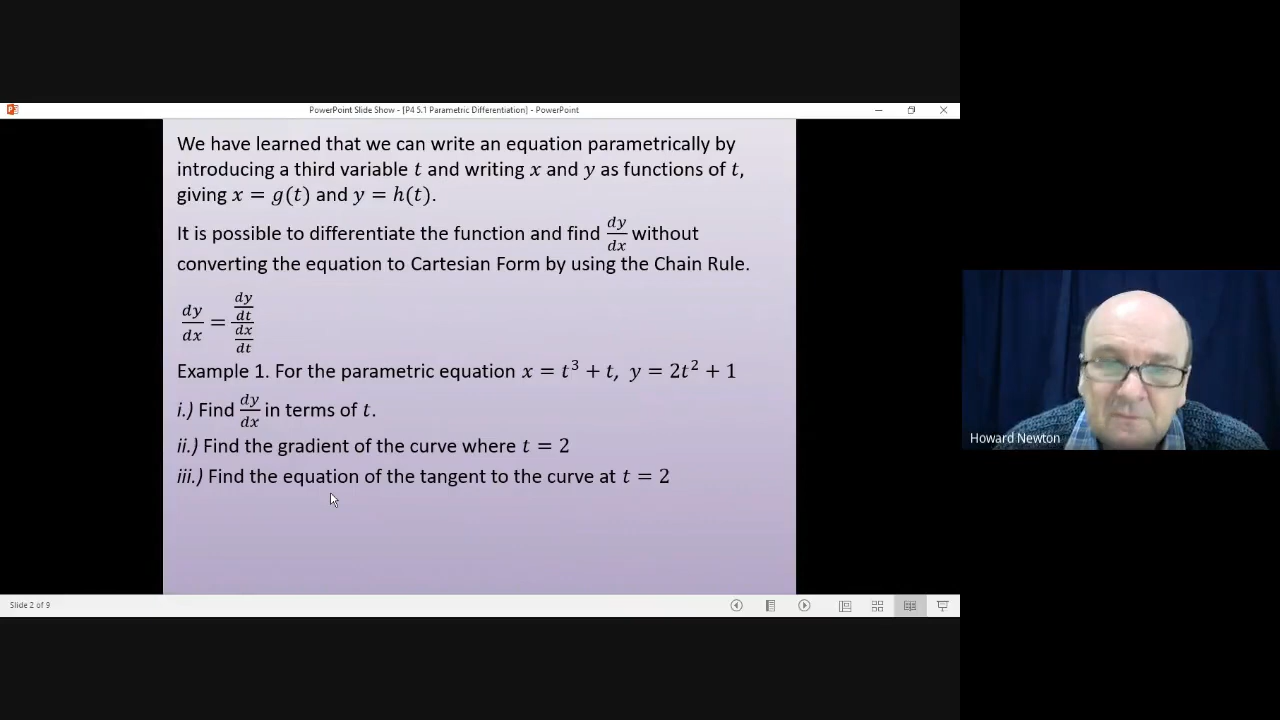 PowerPoint Slide Show - [P4 5.1 Parametric Differentiation] - PowerPoint
We have learned that we can write an equation parametrically by
introducing a third variable t and writing x and y as functions of t,
giving x = g(t) and y = h(t).
It is possible to differentiate the function and find dy/dx without
converting the equation to Cartesian Form by using the Chain Rule.
dy/dx = (dy/dt)/(dx/dt)
Example 1. For the parametric equation x = t³ + t, y = 2t² + 1
i.) Find dy/dx in terms of t.
ii.) Find the gradient of the curve where t = 2
iii.) Find the equation of the tangent to the curve at t = 2
Slide 2 of 9
Howard Newton